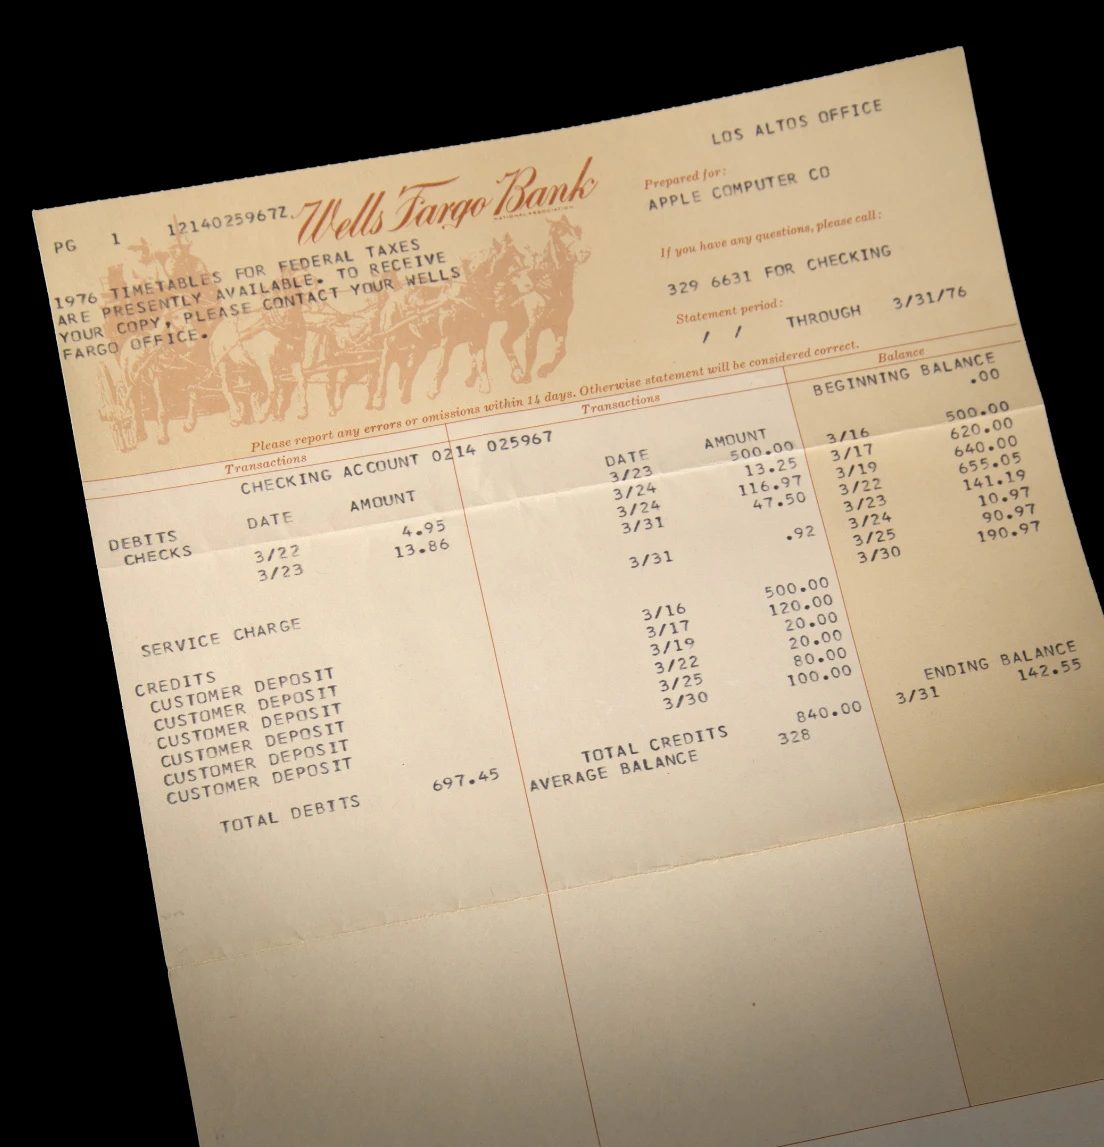 LOS ALTOS OFFICE
PG 1 1214025967Z.
Wells Fargo Bank
NATIONAL ASSOCIATION
Prepared for:
APPLE COMPUTER CO
1976 TIMETABLES FOR FEDERAL TAXES
ARE PRESENTLY AVAILABLE. TO RECEIVE
YOUR COPY, PLEASE CONTACT YOUR WELLS
FARGO OFFICE.
If you have any questions, please call:
329 6631 FOR CHECKING
Statement period:
/ / THROUGH 3/31/76
Please report any errors or omissions within 14 days. Otherwise statement will be considered correct.
Transactions Transactions Balance
CHECKING ACCOUNT 0214 025967
BEGINNING BALANCE
.00
DATE AMOUNT DATE AMOUNT
DEBITS
CHECKS 3/22 4.95 3/23 500.00 3/16 500.00
3/23 13.86 3/24 13.25 3/17 620.00
3/24 116.97 3/19 640.00
3/31 47.50 3/22 655.05
3/23 141.19
SERVICE CHARGE 3/31 .92 3/24 10.97
3/25 90.97
3/30 190.97
CREDITS
CUSTOMER DEPOSIT 3/16 500.00
CUSTOMER DEPOSIT 3/17 120.00
CUSTOMER DEPOSIT 3/19 20.00
CUSTOMER DEPOSIT 3/22 20.00
CUSTOMER DEPOSIT 3/25 80.00
CUSTOMER DEPOSIT 3/30 100.00
ENDING BALANCE
3/31 142.55
TOTAL DEBITS 697.45 TOTAL CREDITS 840.00
AVERAGE BALANCE 328